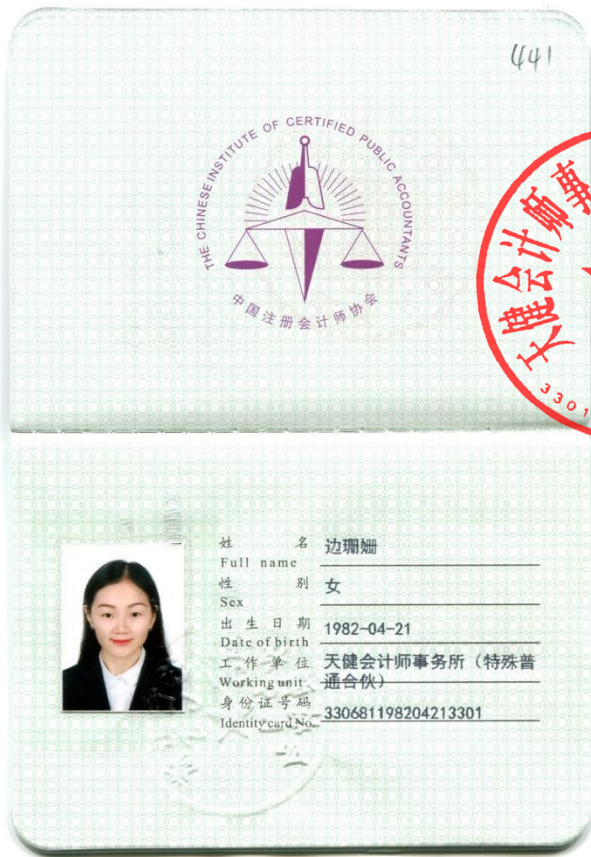 441
THE CHINESE INSTITUTE OF CERTIFIED PUBLIC ACCOUNTANTS
中国注册会计师协会
天健会计师事
3301
姓 名 边珊姗
Full name
性 别 女
Sex
出生日期 1982-04-21
Date of birth
工作单位 天健会计师事务所（特殊普
Working unit 通合伙）
身份证号码 330681198204213301
Identity card No.